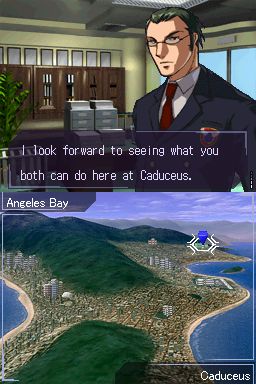 I look forward to seeing what you
both can do here at Caduceus.
Angeles Bay
Caduceus